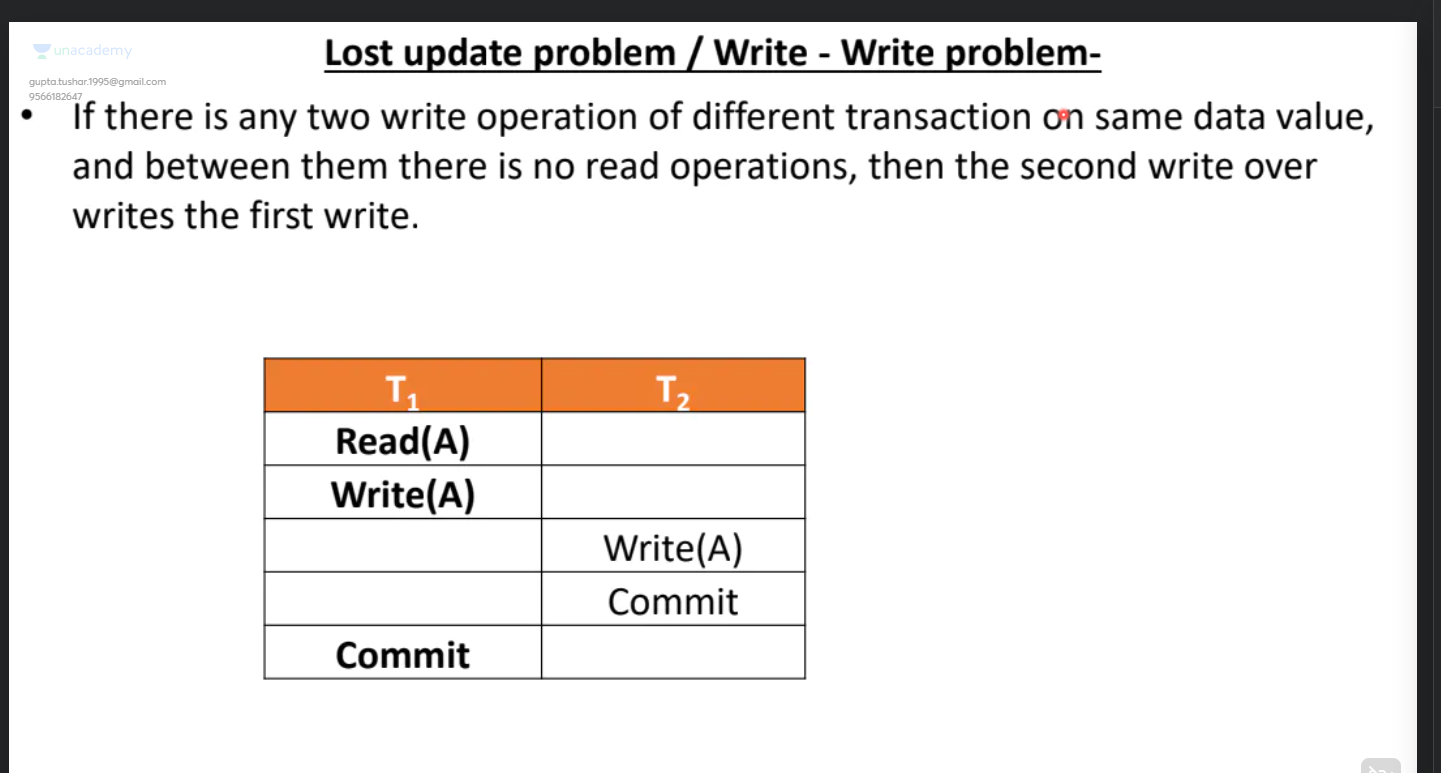 unacademy
Lost update problem / Write - Write problem-
gupta.tushar.1995@gmail.com
9566182647
• If there is any two write operation of different transaction on same data value,
and between them there is no read operations, then the second write over
writes the first write.
T1 T2
Read(A)
Write(A)
Write(A)
Commit
Commit